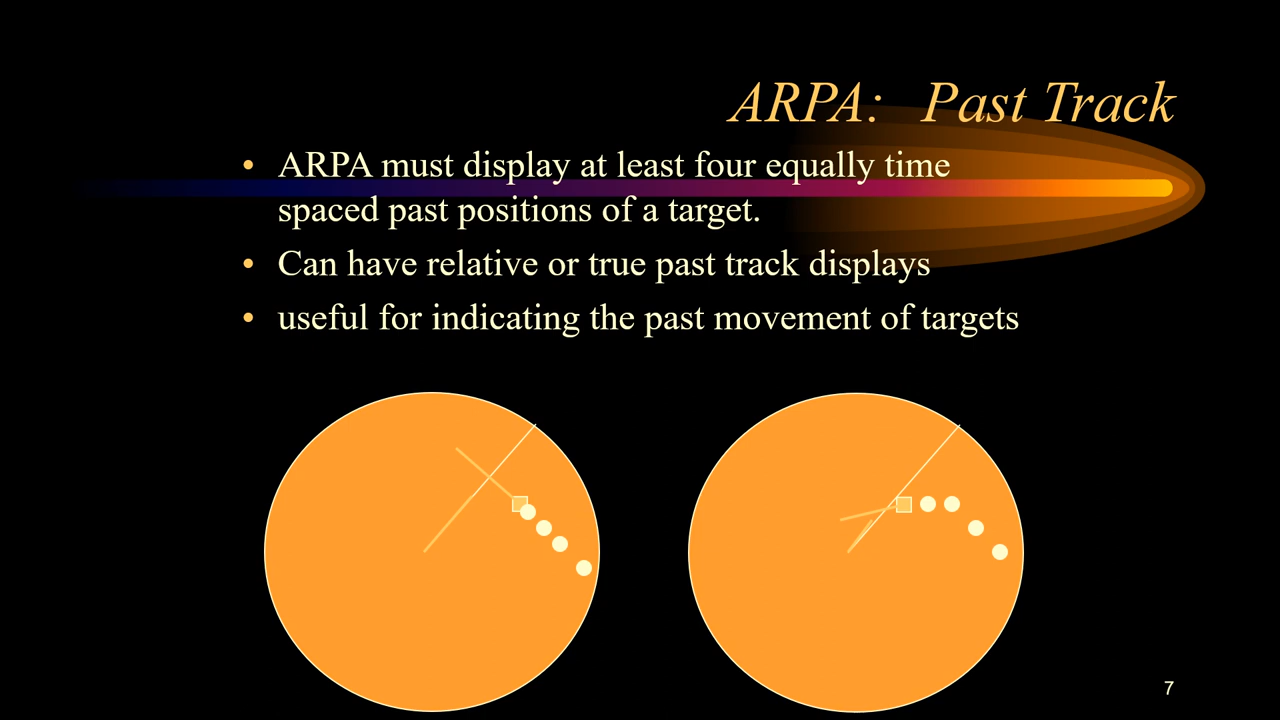 ARPA: Past Track
• ARPA must display at least four equally time
spaced past positions of a target.
• Can have relative or true past track displays
• useful for indicating the past movement of targets
7